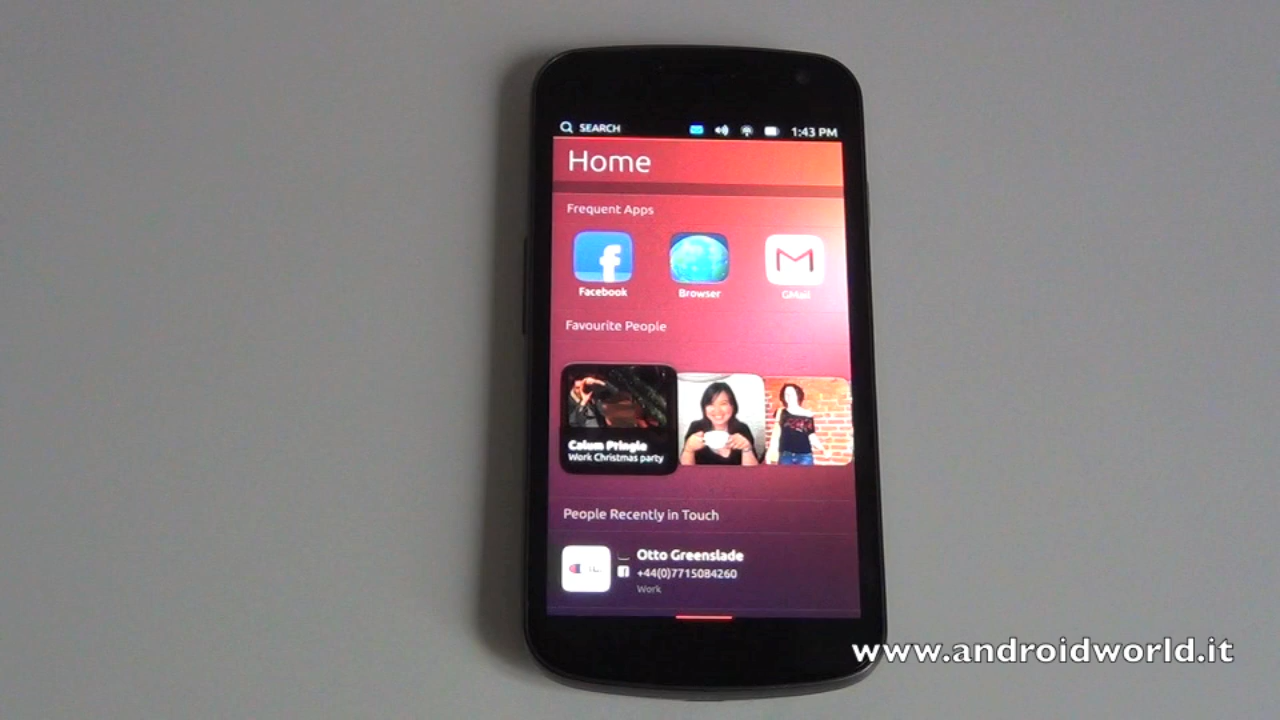 SEARCH
1:43 PM
Home
Frequent Apps
Facebook
Browser
GMail
Favourite People
Calum Pringle
Work Christmas party
People Recently in Touch
Otto Greenslade
+44(0)7715084260
Work
www.androidworld.it